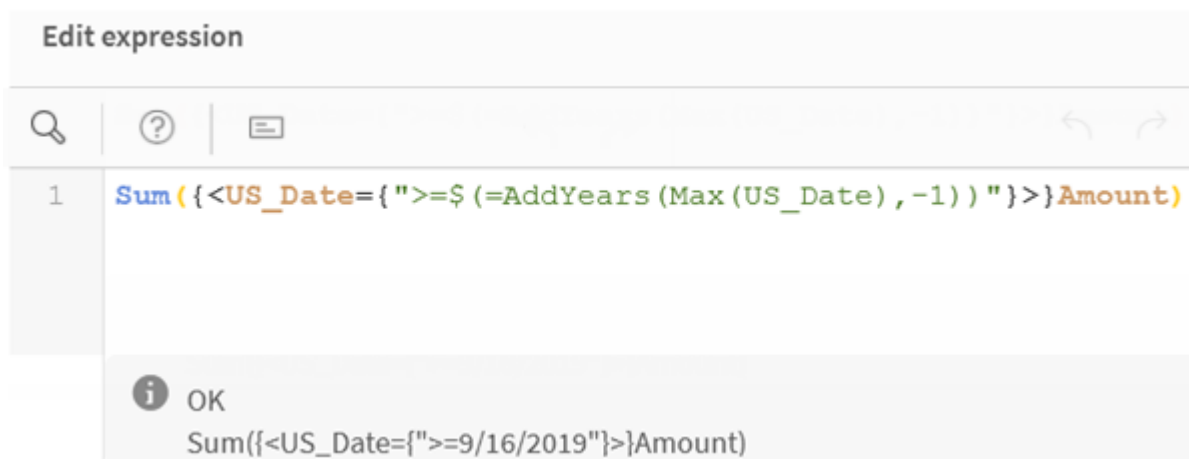 Edit expression
1 Sum({<US_Date={">=$(=AddYears(Max(US_Date),-1))"}>}Amount)
OK
Sum({<US_Date={">=9/16/2019"}>}Amount)